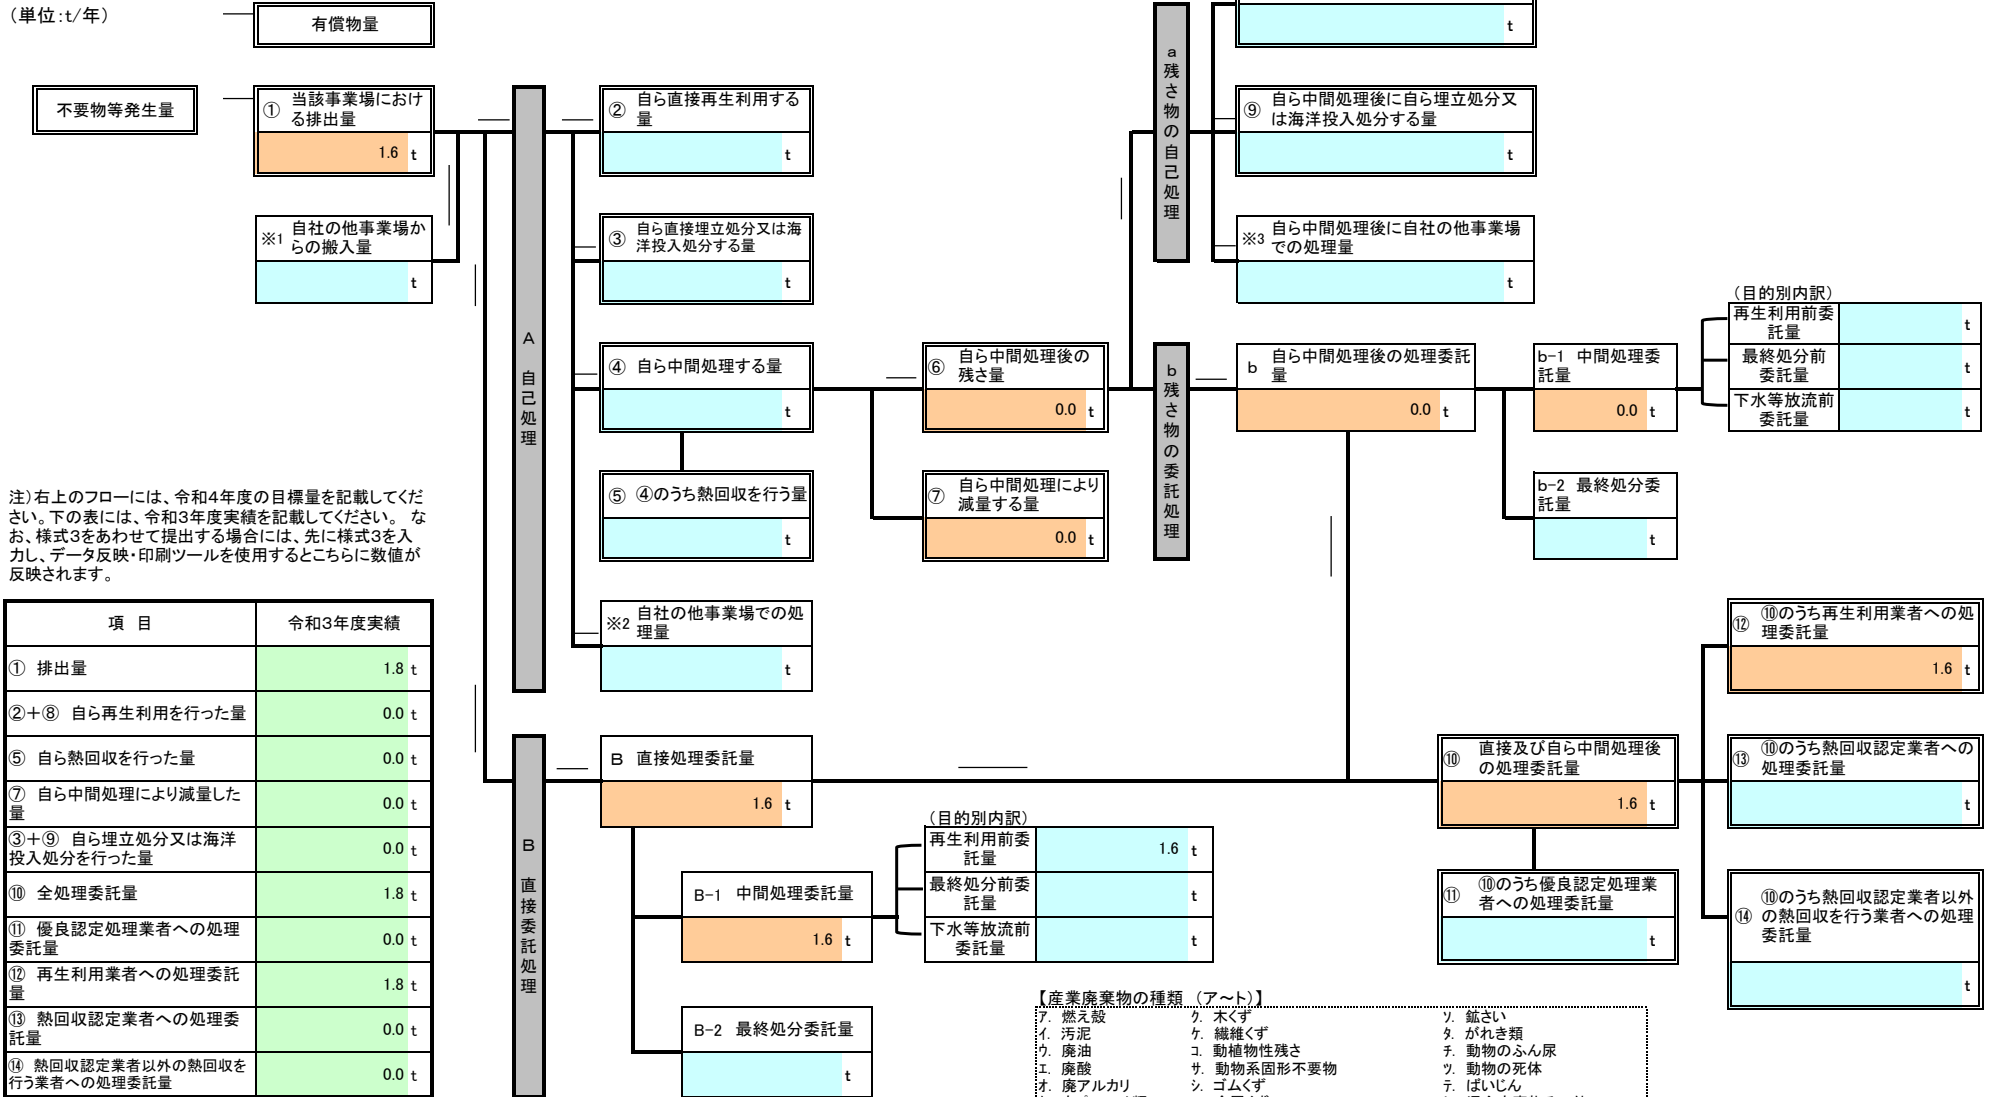 （単位：t/年）
有償物量
t
不要物等発生量
① 当該事業場におけ
る排出量
1.6 t
※1 自社の他事業場か
らの搬入量
t
A 自己処理
② 自ら直接再生利用する
量
t
③ 自ら直接埋立処分又は海
洋投入処分する量
t
④ 自ら中間処理する量
t
⑤ ④のうち熱回収を行う量
t
※2 自社の他事業場での処
理量
t
⑥ 自ら中間処理後の
残さ量
0.0 t
⑦ 自ら中間処理により
減量する量
0.0 t
a 残さ物の自己処理
⑨ 自ら中間処理後に自ら埋立処分又
は海洋投入処分する量
t
※3 自ら中間処理後に自社の他事業場
での処理量
t
b 残さ物の委託処理
b 自ら中間処理後の処理委託
量
0.0 t
b-1 中間処理委
託量
0.0 t
b-2 最終処分委
託量
t
（目的別内訳）
再生利用前委
託量
t
最終処分前
委託量
t
下水等放流前
委託量
t
注）右上のフローには、令和4年度の目標量を記載してくだ
さい。下の表には、令和3年度実績を記載してください。 な
お、様式3をあわせて提出する場合には、先に様式3を入
力し、データ反映・印刷ツールを使用するとこちらに数値が
反映されます。
項 目 令和3年度実績
① 排出量 1.8 t
②＋⑧ 自ら再生利用を行った量 0.0 t
⑤ 自ら熱回収を行った量 0.0 t
⑦ 自ら中間処理により減量した
量 0.0 t
③＋⑨ 自ら埋立処分又は海洋
投入処分を行った量 0.0 t
⑩ 全処理委託量 1.8 t
⑪ 優良認定処理業者への処理
委託量 0.0 t
⑫ 再生利用業者への処理委託
量 1.8 t
⑬ 熱回収認定業者への処理委
託量 0.0 t
⑭ 熱回収認定業者以外の熱回収を
行う業者への処理委託量 0.0 t
B 直接委託処理
B 直接処理委託量
1.6 t
B-1 中間処理委託量
1.6 t
B-2 最終処分委託量
t
（目的別内訳）
再生利用前委
託量
1.6 t
最終処分前委
託量
t
下水等放流前
委託量
t
⑩ 直接及び自ら中間処理後
の処理委託量
1.6 t
⑪ ⑩のうち優良認定処理業
者への処理委託量
t
⑫ ⑩のうち再生利用業者への処
理委託量
1.6 t
⑬ ⑩のうち熱回収認定業者への
処理委託量
t
⑭ ⑩のうち熱回収認定業者以外
の熱回収を行う業者への処理
委託量
t
【産業廃棄物の種類 （ア～ト）】
ア. 燃え殻 ク. 木くず ソ. 鉱さい
イ. 汚泥 ケ. 繊維くず タ. がれき類
ウ. 廃油 コ. 動植物性残さ チ. 動物のふん尿
エ. 廃酸 サ. 動物系固形不要物 ツ. 動物の死体
オ. 廃アルカリ シ. ゴムくず テ. ばいじん